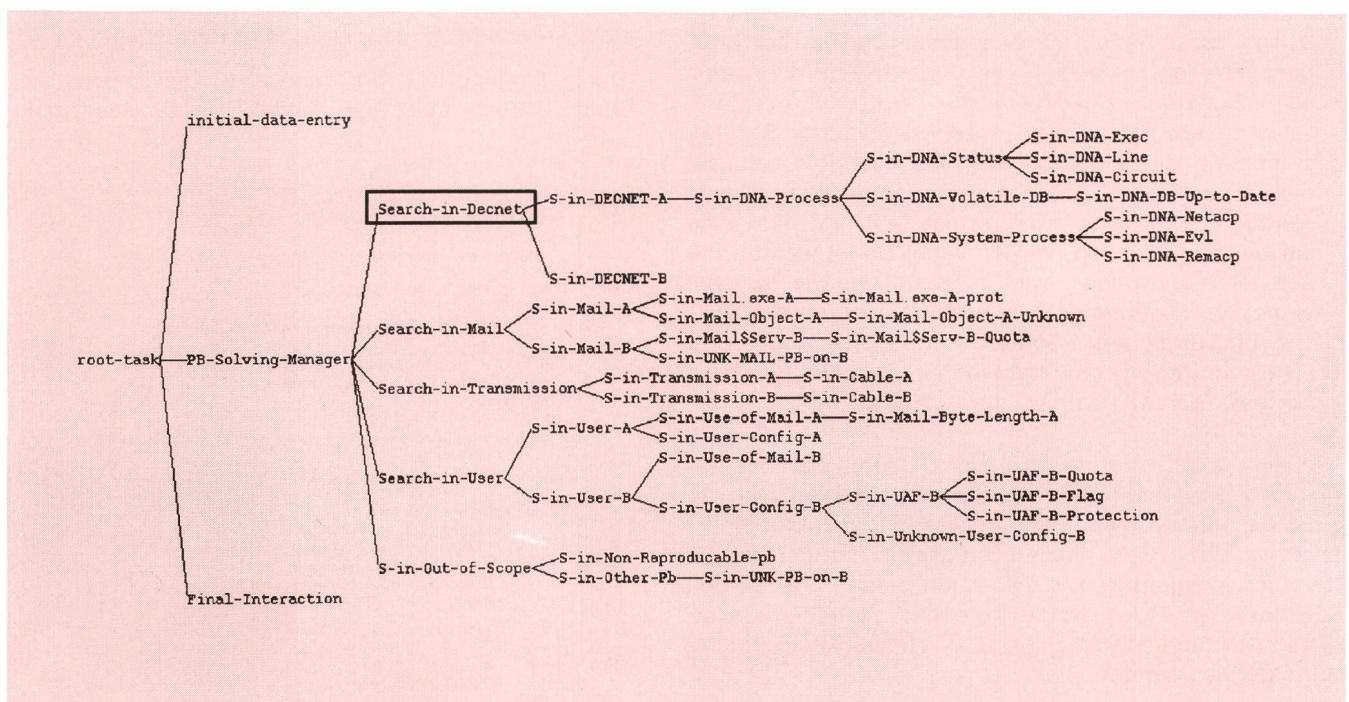 initial-data-entry
S-in-DNA-Exec
S-in-DNA-Status
S-in-DNA-Line
S-in-DNA-Circuit
Search-in-Decnet
S-in-DECNET-A
S-in-DNA-Process
S-in-DNA-Volatile-DB
S-in-DNA-DB-Up-to-Date
S-in-DNA-Netacp
S-in-DNA-System-Process
S-in-DNA-Evl
S-in-DNA-Remacp
S-in-DECNET-B
S-in-Mail.exe-A
S-in-Mail.exe-A-prot
S-in-Mail-A
S-in-Mail-Object-A
S-in-Mail-Object-A-Unknown
Search-in-Mail
S-in-Mail$Serv-B
S-in-Mail$Serv-B-Quota
S-in-Mail-B
S-in-UNK-MAIL-PB-on-B
root-task
PB-Solving-Manager
S-in-Transmission-A
S-in-Cable-A
Search-in-Transmission
S-in-Transmission-B
S-in-Cable-B
S-in-Use-of-Mail-A
S-in-Mail-Byte-Length-A
S-in-User-A
S-in-User-Config-A
S-in-Use-of-Mail-B
Search-in-User
S-in-UAF-B-Quota
S-in-User-B
S-in-UAF-B
S-in-UAF-B-Flag
S-in-User-Config-B
S-in-UAF-B-Protection
S-in-Unknown-User-Config-B
S-in-Non-Reproducable-pb
S-in-Out-of-Scope
S-in-Other-Pb
S-in-UNK-PB-on-B
Final-Interaction